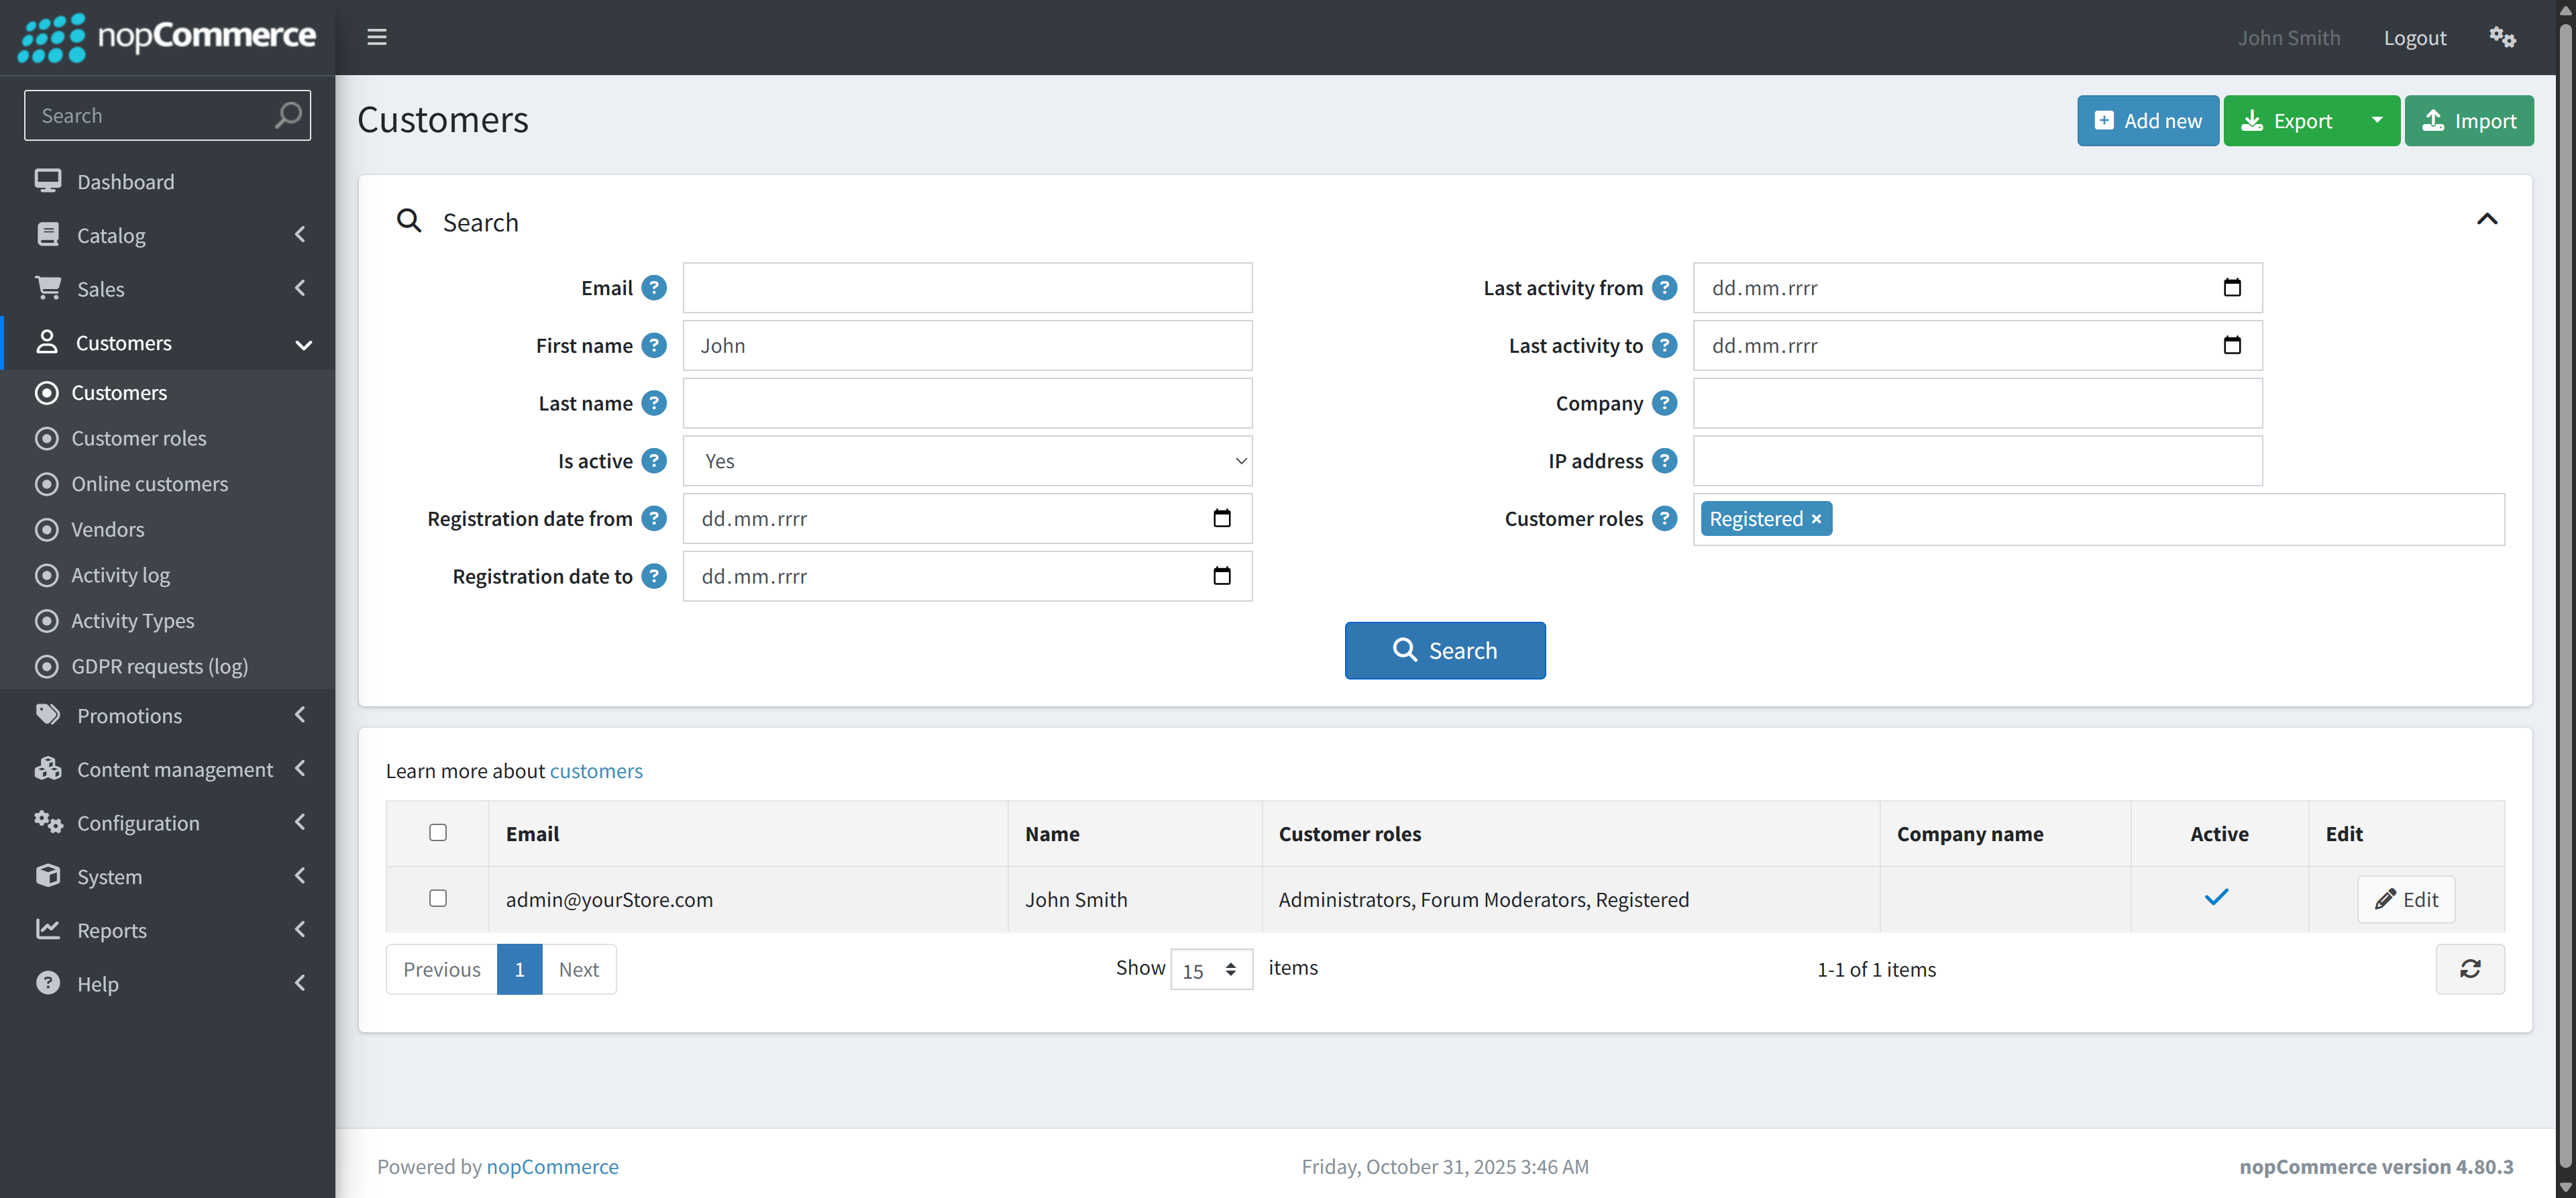 nopCommerce
John Smith Logout
Search
Dashboard
Catalog
Sales
Customers
Customers
Customer roles
Online customers
Vendors
Activity log
Activity Types
GDPR requests (log)
Promotions
Content management
Configuration
System
Reports
Help
Customers
Add new Export Import
Search
Email
First name John
Last name
Is active Yes
Registration date from dd.mm.rrrr
Registration date to dd.mm.rrrr
Last activity from dd.mm.rrrr
Last activity to dd.mm.rrrr
Company
IP address
Customer roles Registered ×
Search
Learn more about customers
Email Name Customer roles Company name Active Edit
admin@yourStore.com John Smith Administrators, Forum Moderators, Registered Edit
Previous 1 Next Show 15 items 1-1 of 1 items
Powered by nopCommerce Friday, October 31, 2025 3:46 AM nopCommerce version 4.80.3